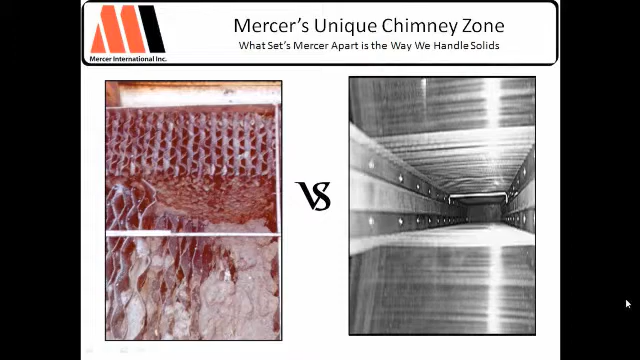 Mercer's Unique Chimney Zone
What Set's Mercer Apart is the Way We Handle Solids
Mercer International Inc.
VS